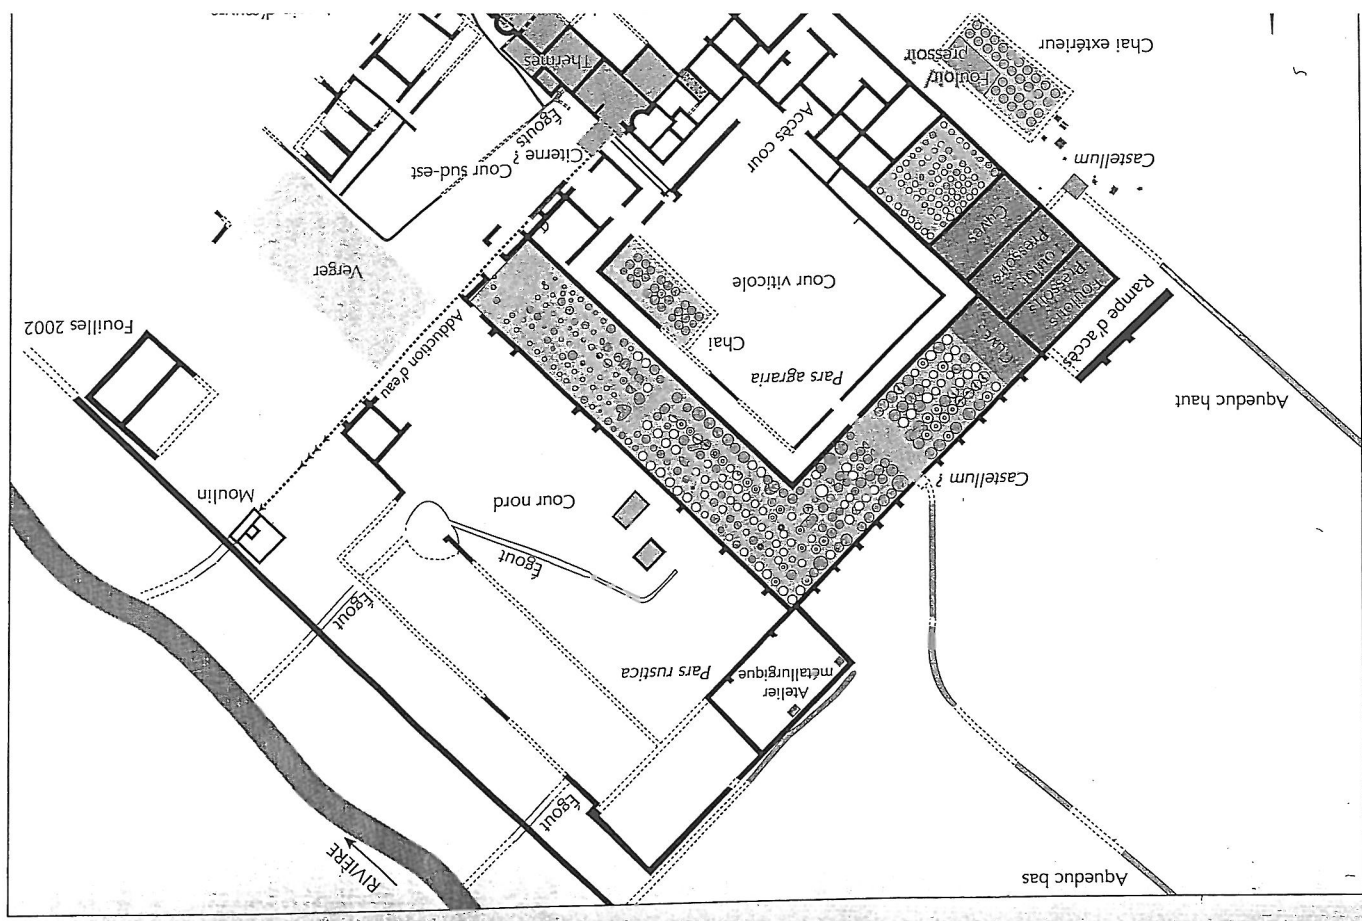 Aqueduc bas
RIVIÈRE
Égout
Atelier
métallurgique
Pars rustica
Égout
Égout
Cour nord
Moulin
Castellum ?
Aqueduc haut
Rampe d'accès
Adduction d'eau
Fouilles 2002
Pars agraria
Chai
Cuves
Fouloirs
Pressoirs
Fouloirs
Pressoirs
Cuves
Cour viticole
Verger
Cour sud-est
Citerne ?
Égouts
Castellum
Accès cour
Thermes
Fouloir/
pressoir
Chai extérieur